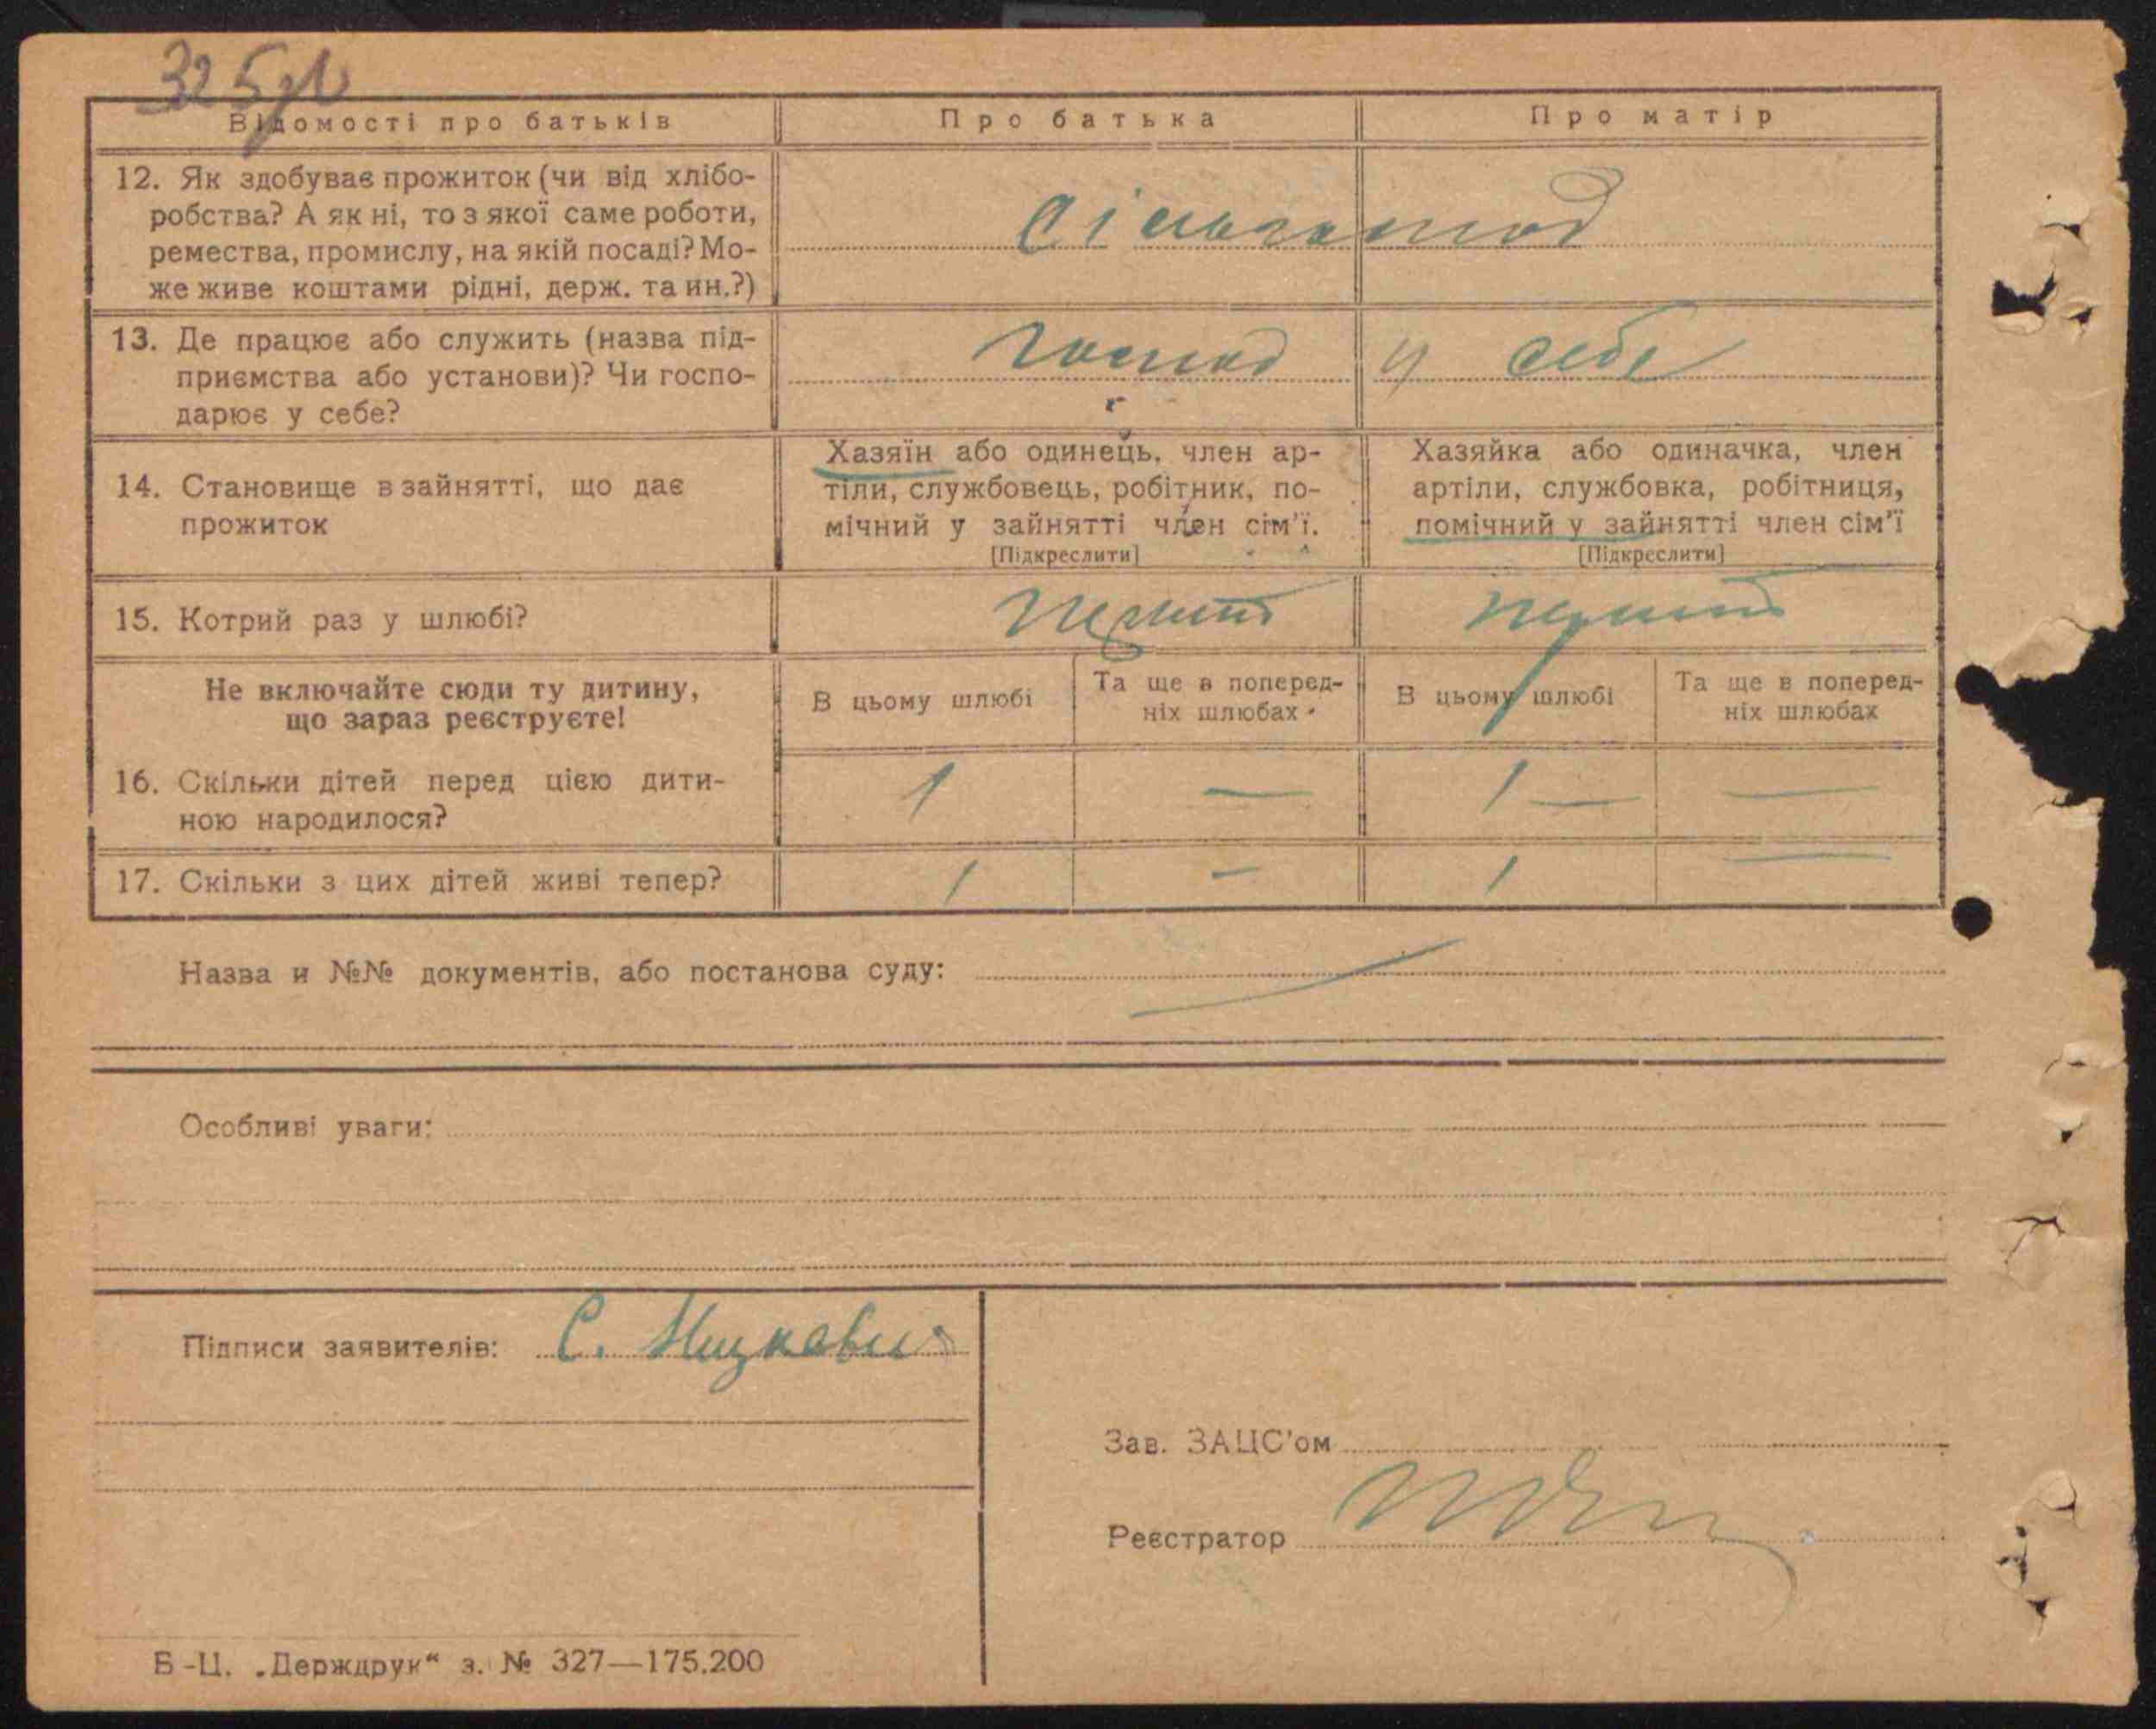 325
Відомості про батьків
Про батька
Про матір
12. Як здобуває прожиток (чи від хлібо-
робства? А як ні, то з якої саме роботи,
ремества, промислу, на якій посаді? Мо-
же живе коштами рідні, держ. та ин.?)
13. Де працює або служить (назва під-
приємства або установи)? Чи госпо-
дарює у себе?
господ у себе
14. Становище в зайнятті, що дає
прожиток
Хазяїн або одинець, член ар-
тіли, службовець, робітник, по-
мічний у зайнятті член сім'ї.
[Підкреслити]
Хазяйка або одиначка, член
артіли, службовка, робітниця,
помічний у зайнятті член сім'ї
[Підкреслити]
15. Котрий раз у шлюбі?
перший
перший
Не включайте сюди ту дитину,
що зараз реєструєте!
В цьому шлюбі
Та ще в поперед-
ніх шлюбах
В цьому шлюбі
Та ще в поперед-
ніх шлюбах
16. Скільки дітей перед цією дити-
ною народилося?
1 — 1 — —
17. Скільки з цих дітей живі тепер?
1 — 1 —
Назва и №№ документів, або постанова суду: —
Особливі уваги:
Підписи заявителів: С.
Зав. ЗАЦС'ом
Реєстратор
Б-Ц. „Держдрук“ з. № 327—175.200